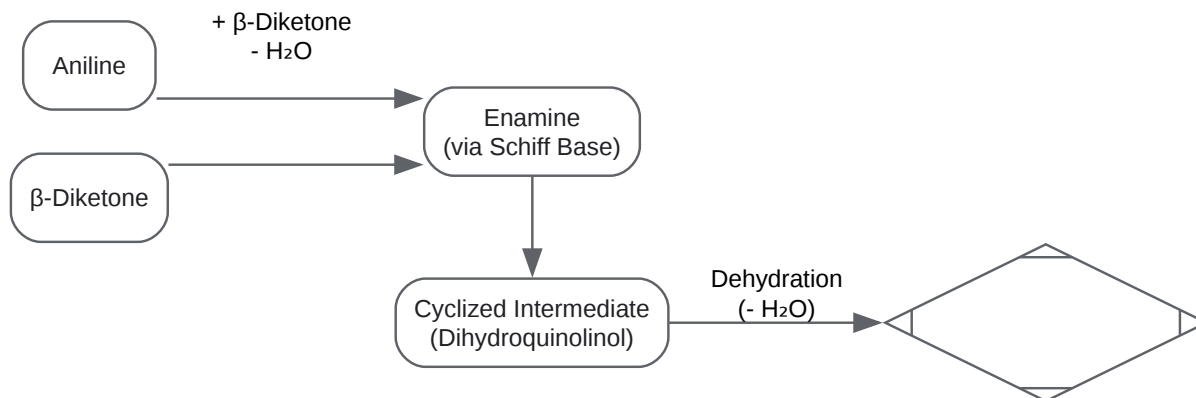 Aniline
+ β-Diketone
- H₂O
β-Diketone
Enamine
(via Schiff Base)
Cyclized Intermediate
(Dihydroquinolinol)
Dehydration
(- H₂O)